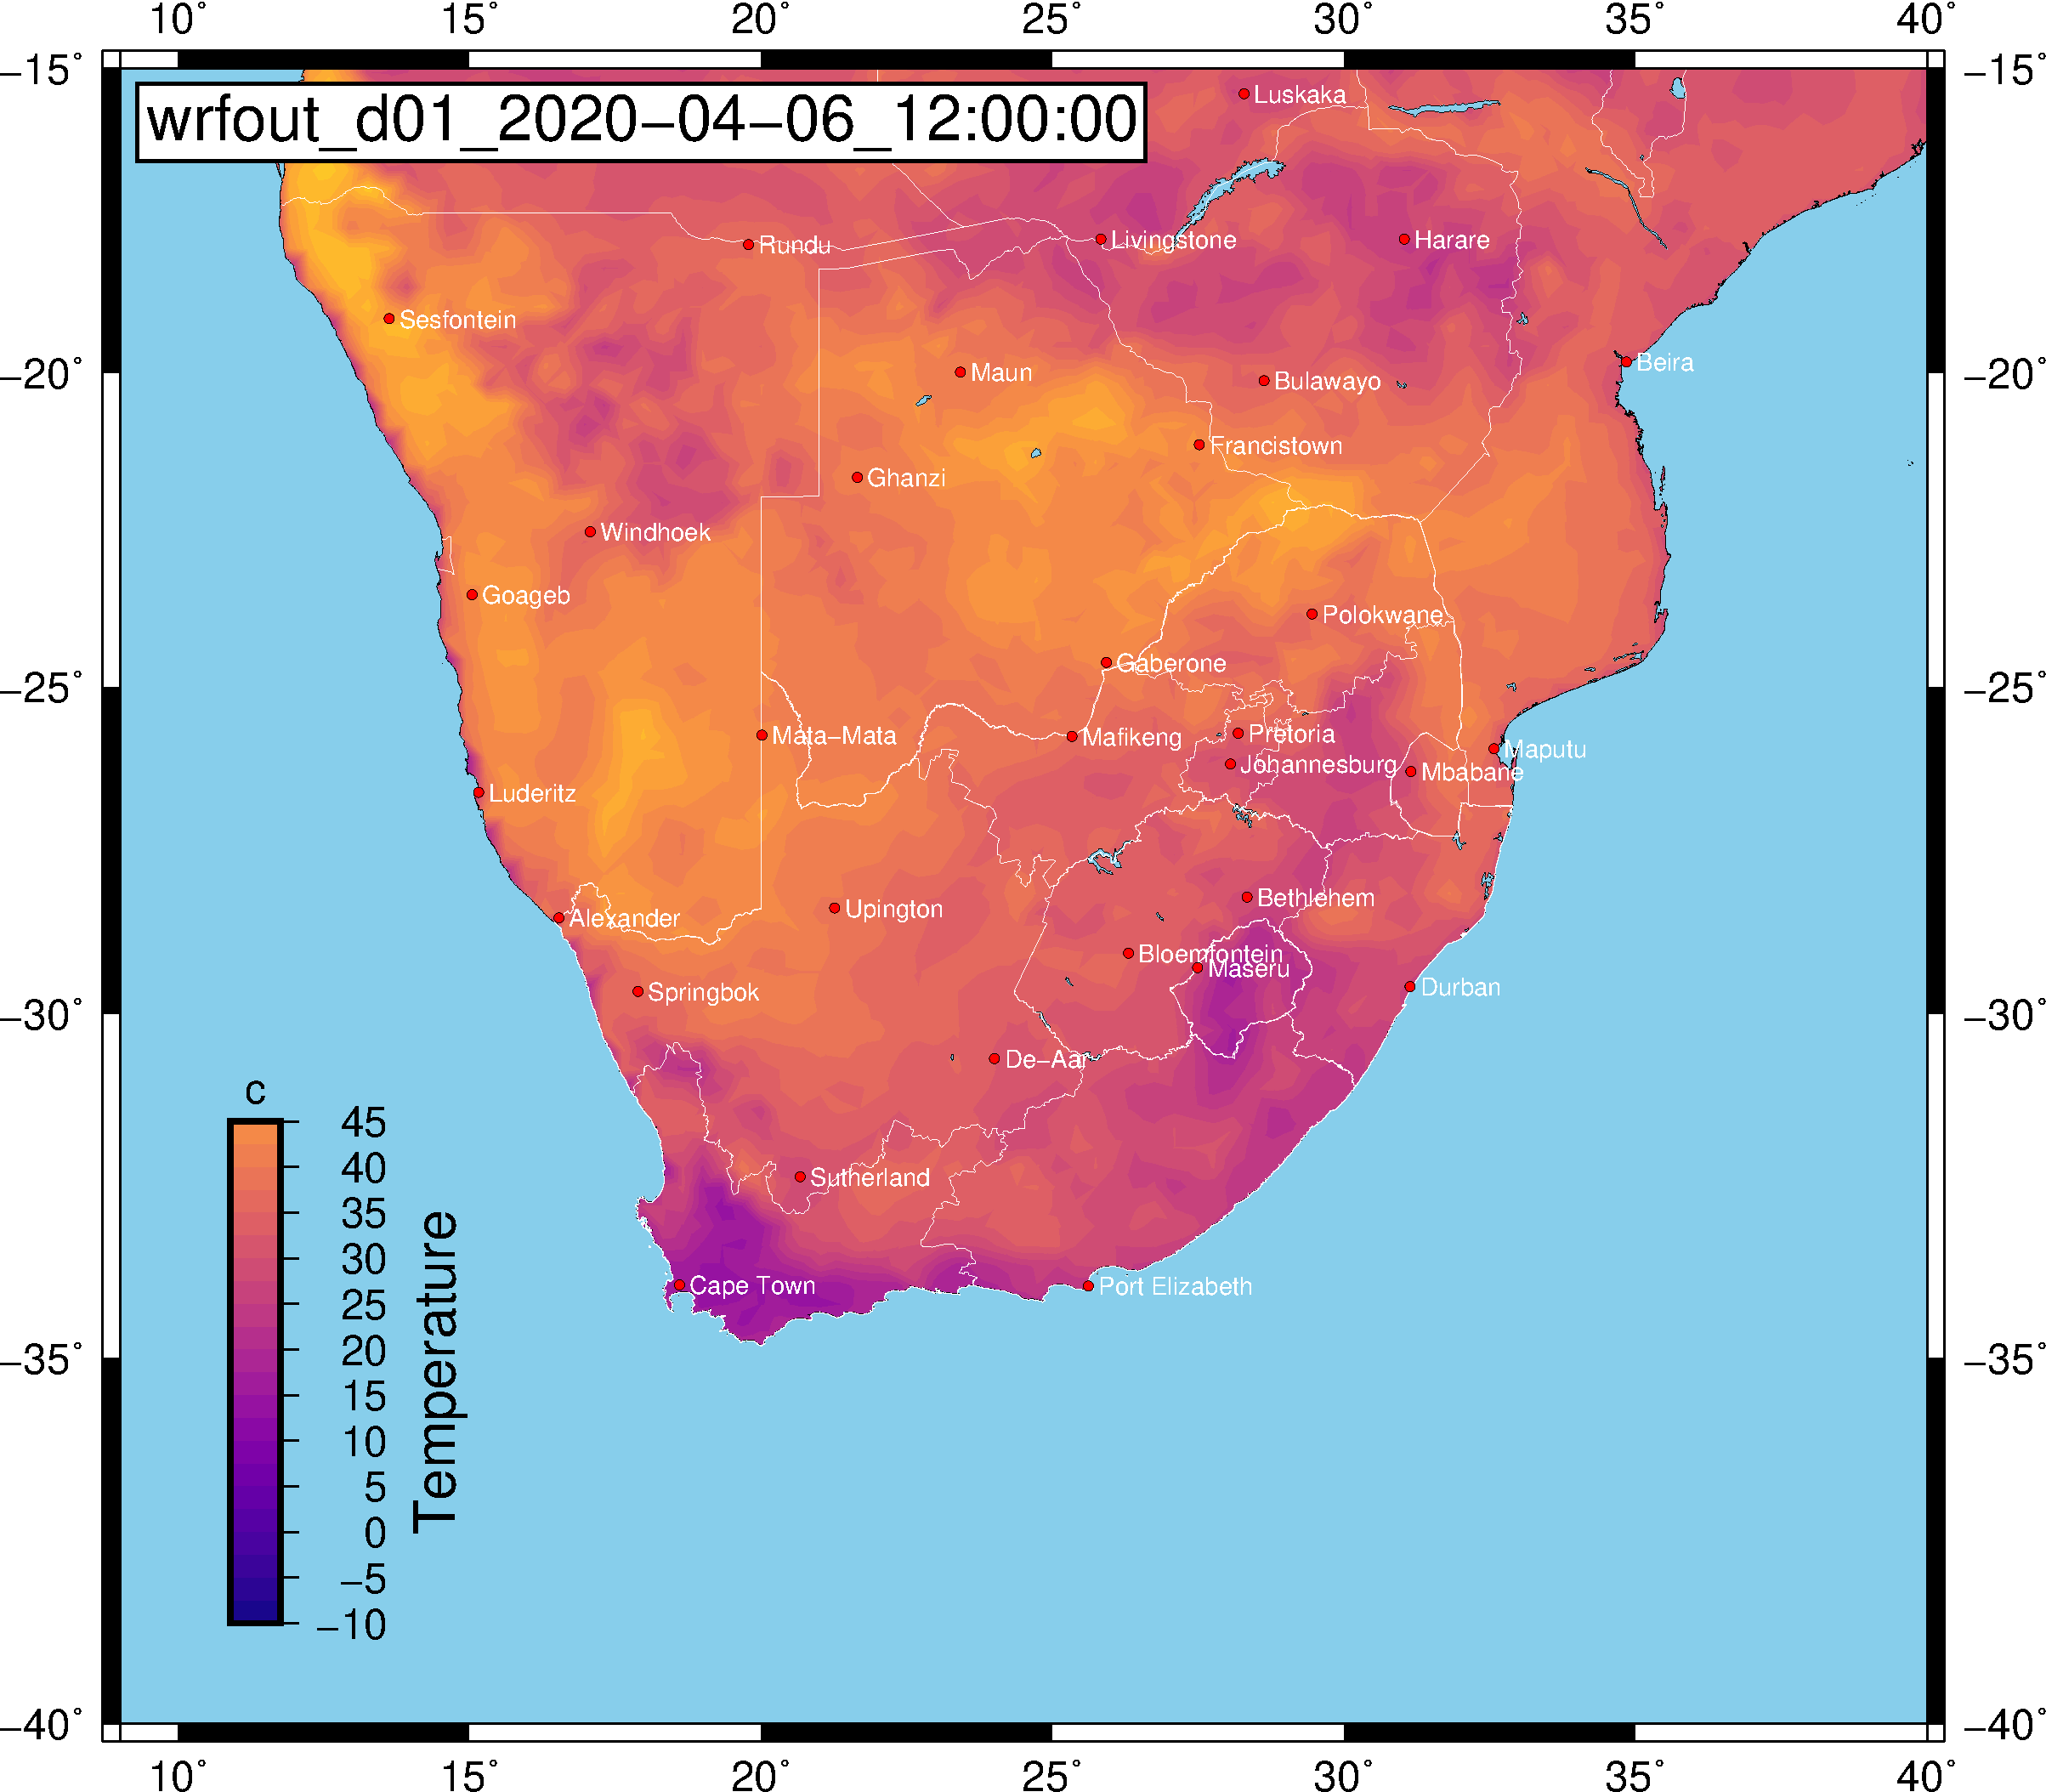 10° 15° 20° 25° 30° 35° 40°
−15° −15°
wrfout_d01_2020−04−06_12:00:00
Luskaka
Rundu
Livingstone
Harare
Sesfontein
Beira
−20° −20°
Maun
Bulawayo
Francistown
Ghanzi
Windhoek
Goageb
Polokwane
Gaberone
−25° −25°
Mata−Mata
Mafikeng
Pretoria
Maputu
Johannesburg
Mbabane
Luderitz
Bethlehem
Upington
Alexander
Bloemfontein
Maseru
Durban
Springbok
−30° −30°
De−Aar
Sutherland
Cape Town
Port Elizabeth
−35° −35°
c
45
40
35
30
25
20
15
10
5
0
−5
−10
Temperature
−40° −40°
10° 15° 20° 25° 30° 35° 40°